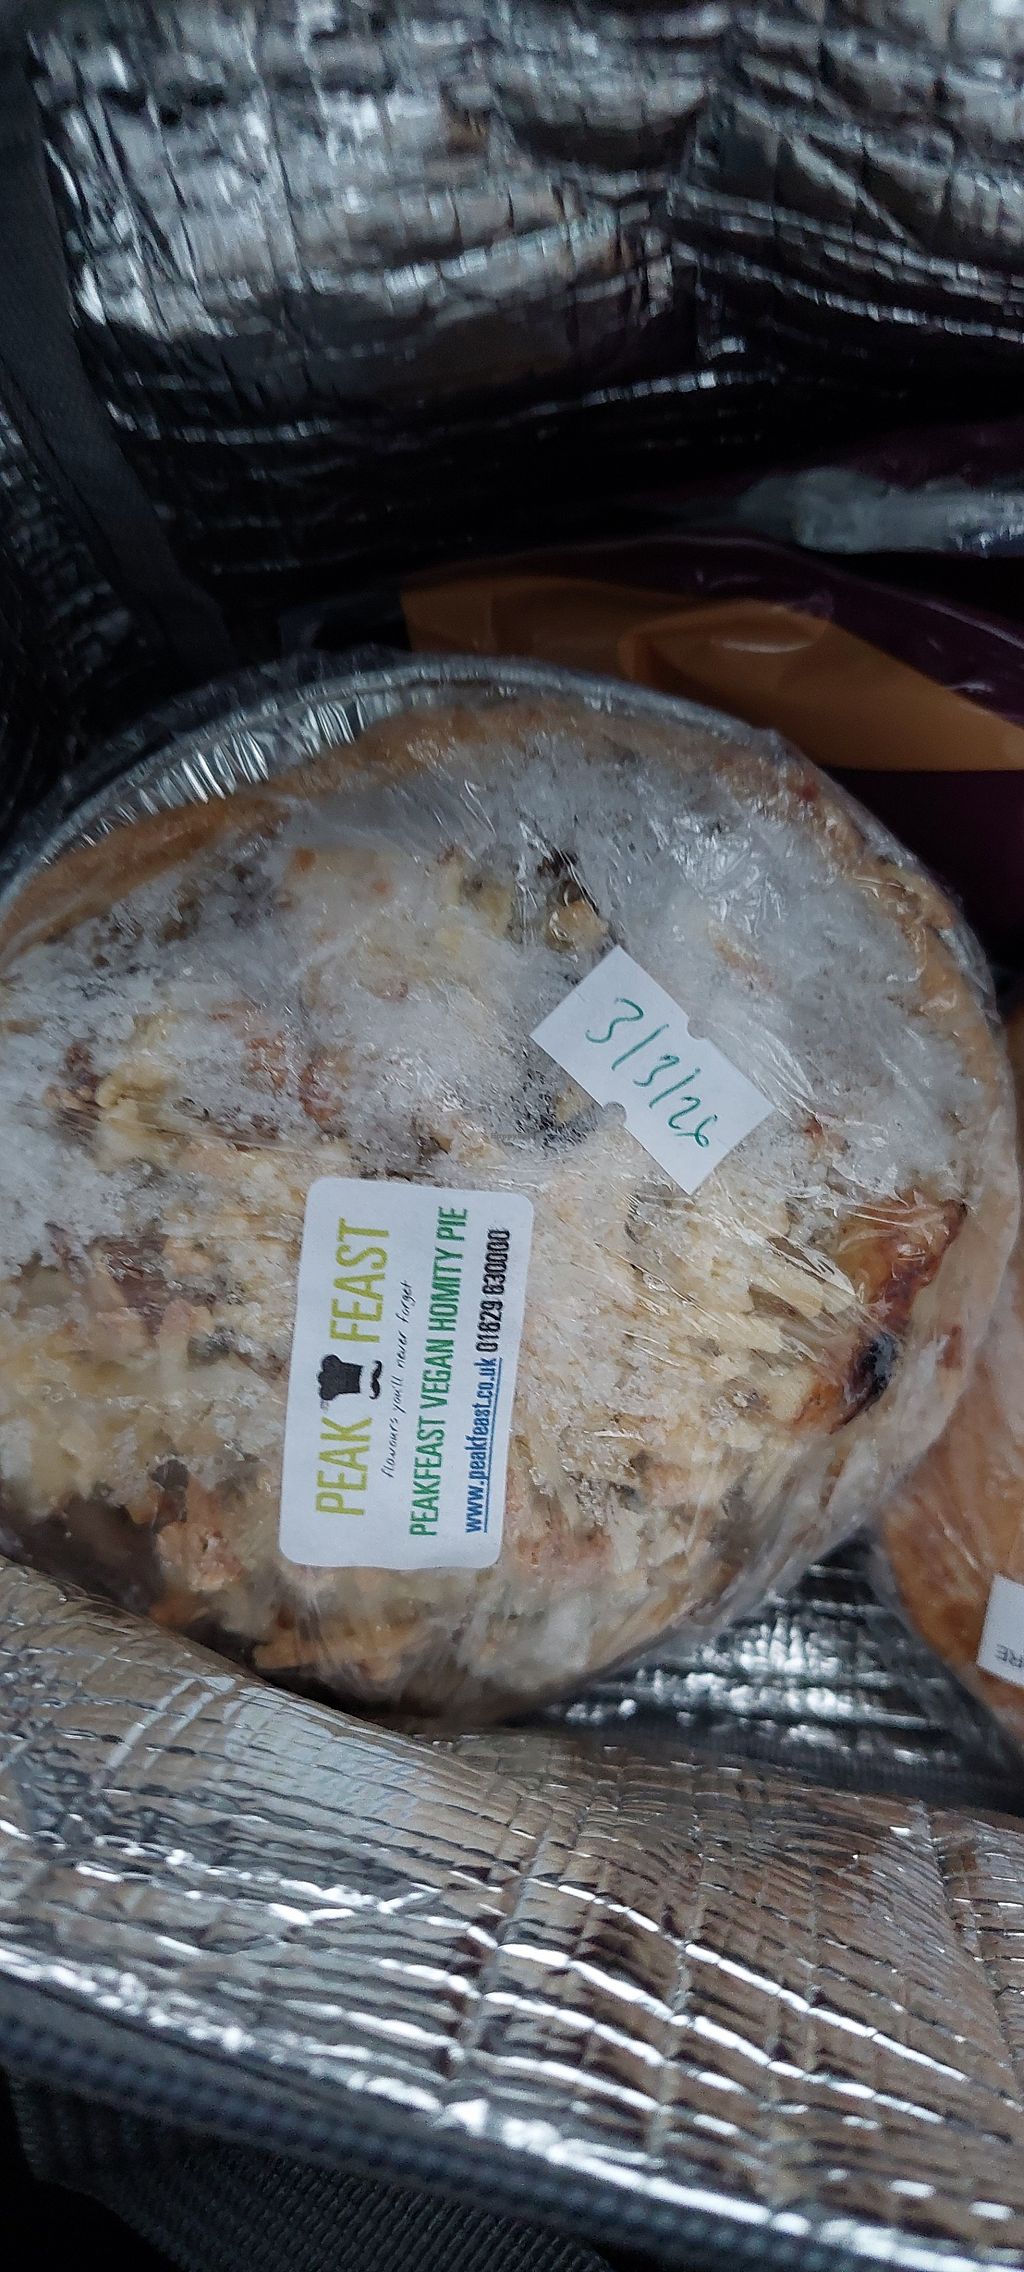 3/3/26
PEAK FEAST
flavours you'll never forget
PEAKFEAST VEGAN HOMITY PIE
www.peakfeast.co.uk 01629 630000
RE